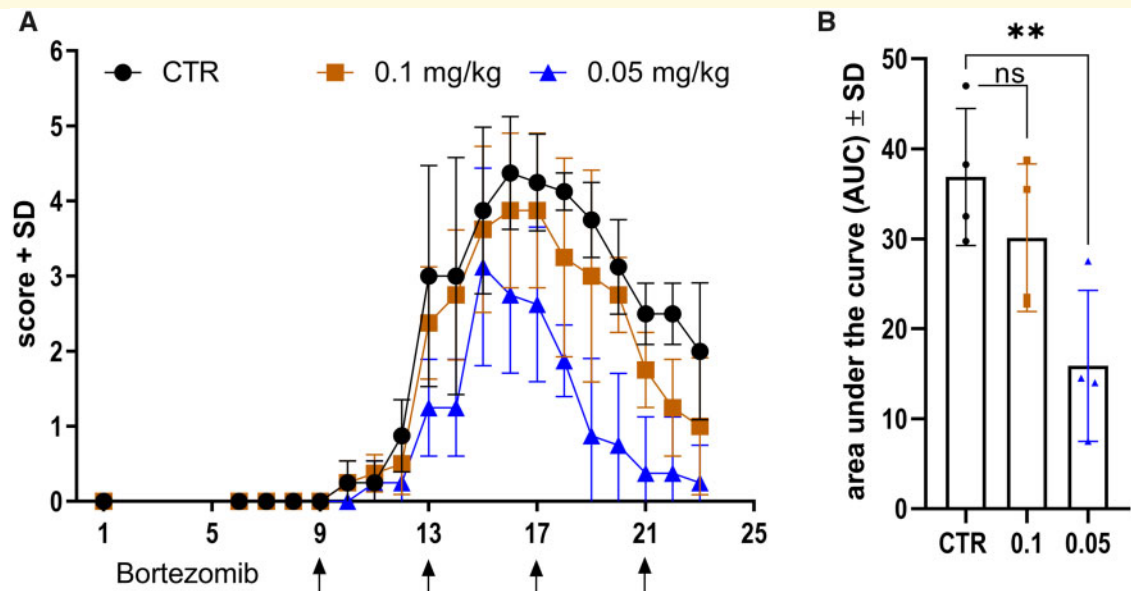 A
6
CTR
0.1 mg/kg
0.05 mg/kg
5
4
3
2
1
0
score + SD
1
5
9
13
17
21
25
Bortezomib
B
**
ns
50
40
30
20
10
0
area under the curve (AUC) ± SD
CTR
0.1
0.05